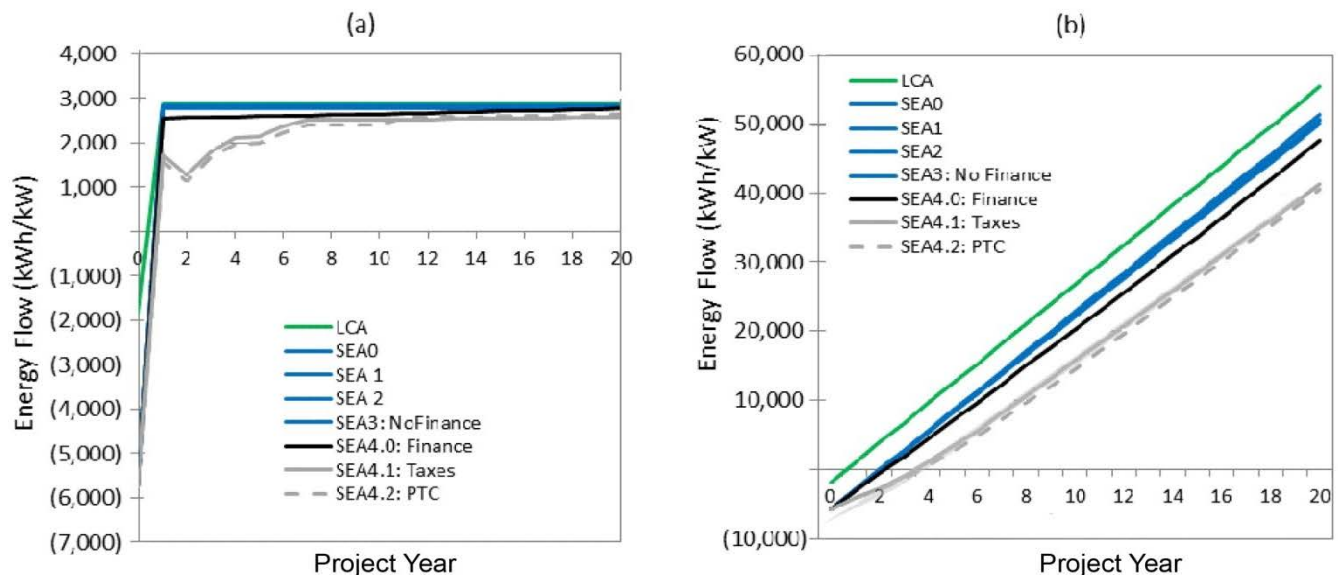 (a)
4,000
3,000
2,000
1,000
(1,000)
(2,000)
(3,000)
(4,000)
(5,000)
(6,000)
(7,000)
0 2 4 6 8 10 12 14 16 18 20
Energy Flow (kWh/kW)
LCA
SEA0
SEA 1
SEA 2
SEA3: NcFinance
SEA4.0: Finance
SEA4.1: Taxes
SEA4.2: PTC
Project Year
(b)
60,000
50,000
40,000
30,000
20,000
10,000
(10,000)
0 2 4 6 8 10 12 14 16 18 20
Energy Flow (kWh/kW)
LCA
SEA0
SEA1
SEA2
SEA3: No Finance
SEA4.0: Finance
SEA4.1: Taxes
SEA4.2: PTC
Project Year